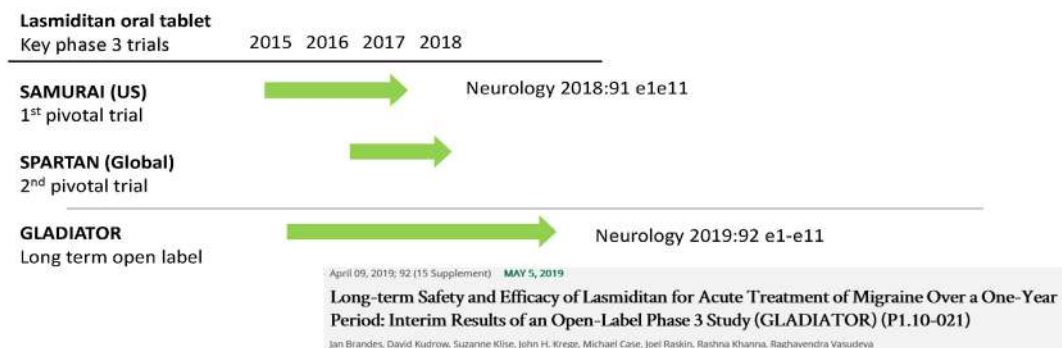 Lasmiditan oral tablet
Key phase 3 trials
2015 2016 2017 2018
SAMURAI (US)
1st pivotal trial
Neurology 2018:91 e1e11
SPARTAN (Global)
2nd pivotal trial
GLADIATOR
Long term open label
Neurology 2019:92 e1-e11
April 09, 2019; 92 (15 Supplement) MAY 5, 2019
Long-term Safety and Efficacy of Lasmiditan for Acute Treatment of Migraine Over a One-Year
Period: Interim Results of an Open-Label Phase 3 Study (GLADIATOR) (P1.10-021)
Jan Brandes, David Kudrow, Suzanne Klise, John H. Krege, Michael Case, Joel Raskin, Rashna Khanna, Raghavendra Vasudeva